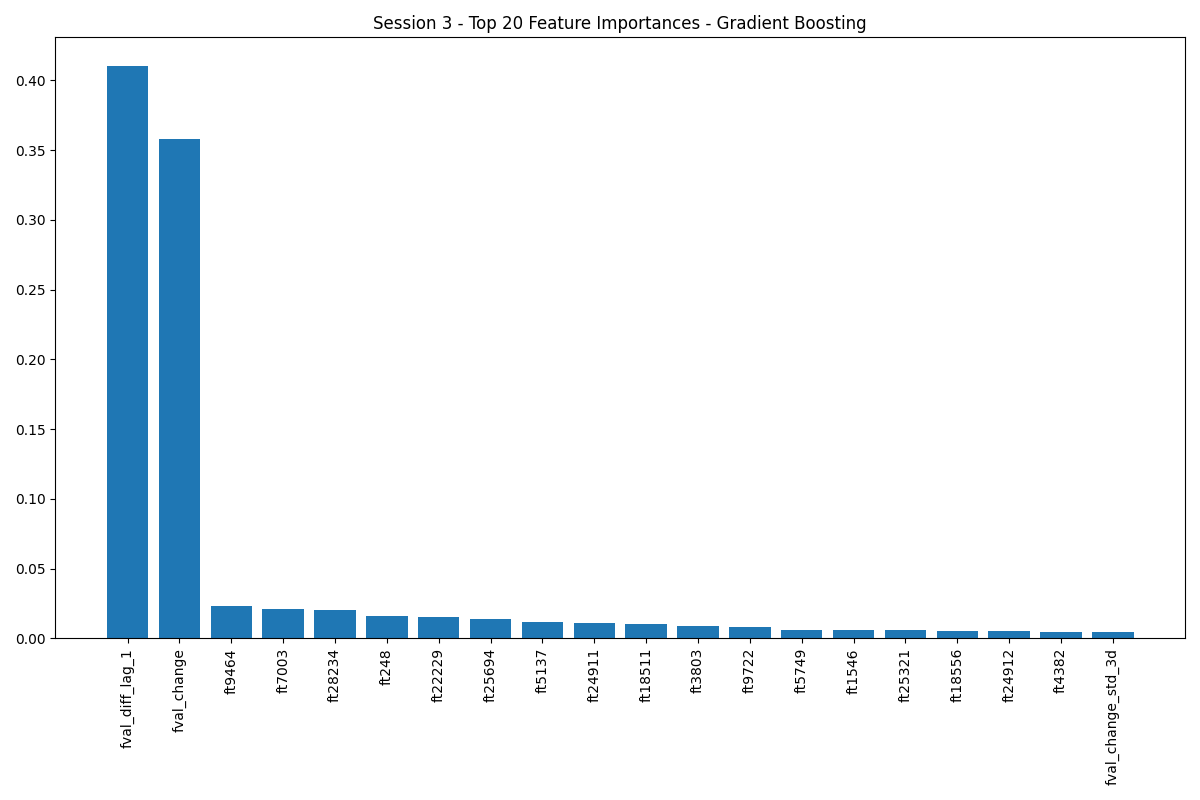 Session 3 - Top 20 Feature Importances - Gradient Boosting
0.40
0.35
0.30
0.25
0.20
0.15
0.10
0.05
0.00
fval_diff_lag_1
fval_change
ft9464
ft7003
ft28234
ft248
ft22229
ft25694
ft5137
ft24911
ft18511
ft3803
ft9722
ft5749
ft1546
ft25321
ft18556
ft24912
ft4382
fval_change_std_3d